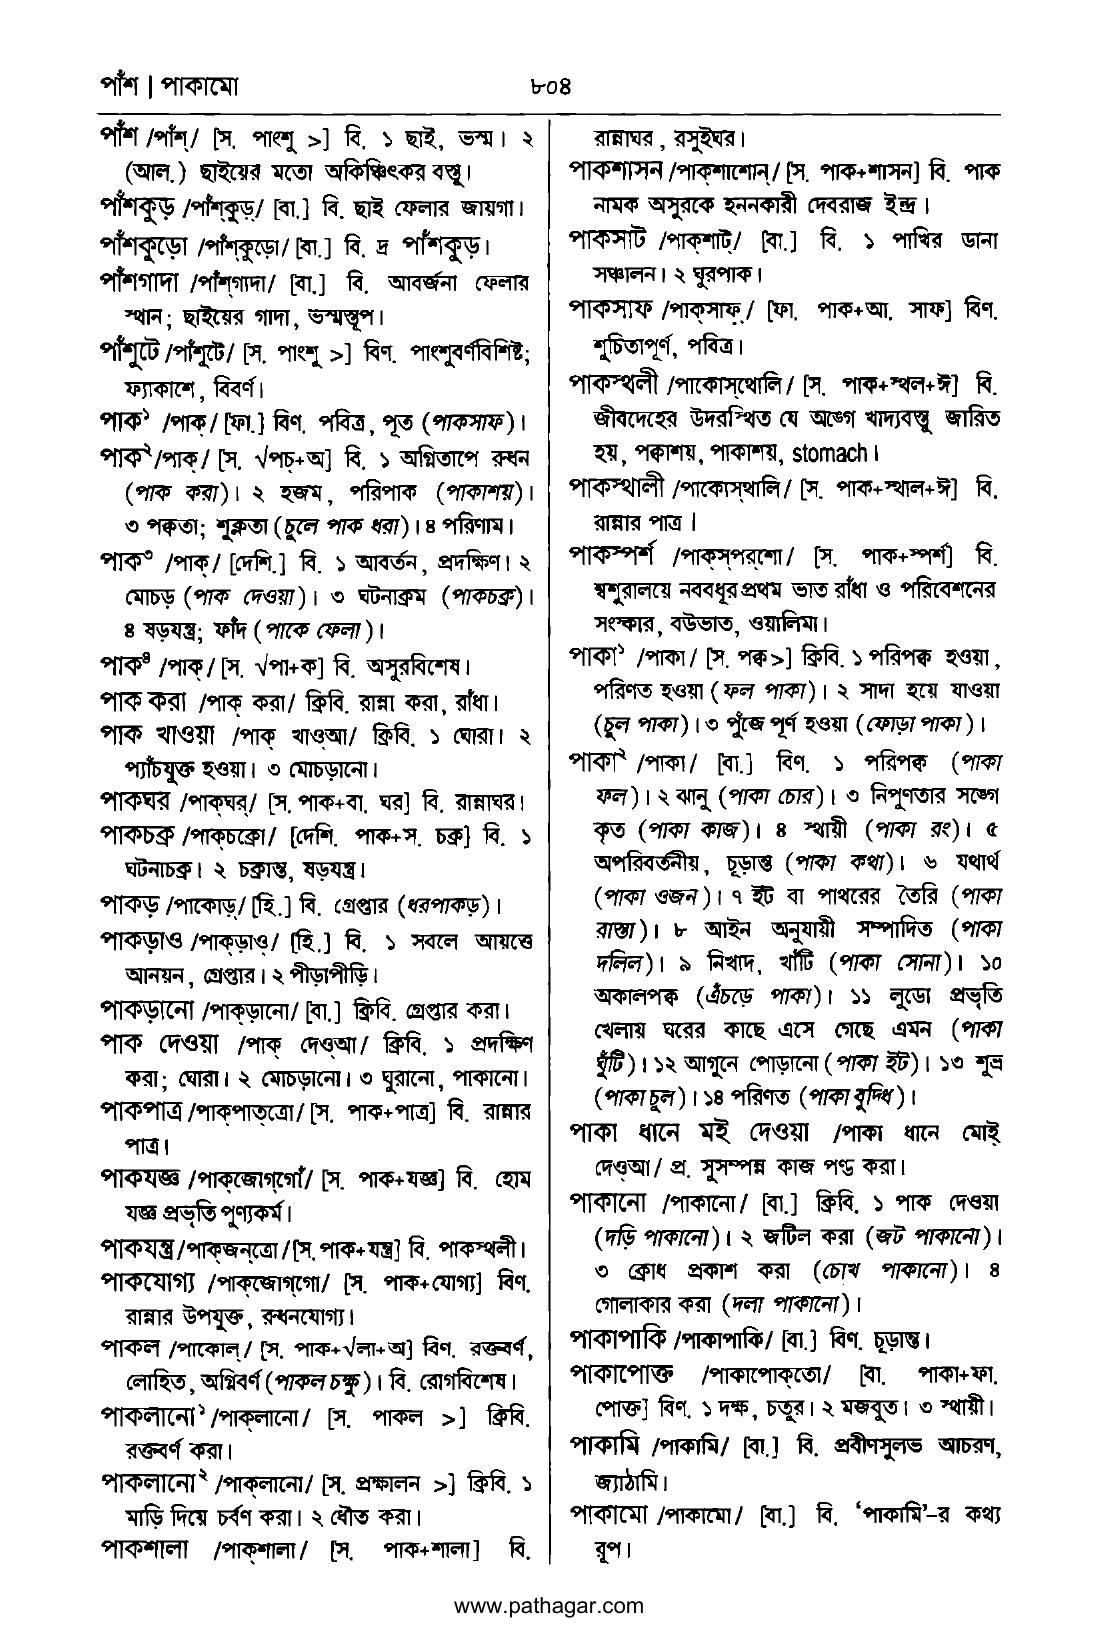 পাঁশ | পাকামো
৮০৪
পাঁশ /পাঁশ্/ [স. পাংশু >] বি. ১ ছাই, ভস্ম। ২
(আল.) ছাইয়ের মতো অকিঞ্চিৎকর বস্তু।
পাঁশকুড় /পাঁশ্‌কুড়্/ [বা.] বি. ছাই ফেলার জায়গা।
পাঁশকুড়ো /পাঁশ্‌কুড়ো/ [বা.] বি. দ্র পাঁশকুড়।
পাঁশগাদা /পাঁশ্‌গাদা/ [বা.] বি. আবর্জনা ফেলার
স্থান; ছাইয়ের গাদা, ভস্মস্তূপ।
পাঁশুটে /পাঁশুটে/ [স. পাংশু >] বিণ. পাংশুবর্ণবিশিষ্ট;
ফ্যাকাশে, বিবর্ণ।
পাক১ /পাক্/ [ফা.] বিণ. পবিত্র, পূত (পাকসাফ)।
পাক২ /পাক্/ [স. √পচ্+অ] বি. ১ অগ্নিতাপে রন্ধন
(পাক করা)। ২ হজম, পরিপাক (পাকাশয়)।
৩ পক্বতা; শুক্লতা (চুলে পাক ধরা)। ৪ পরিণাম।
পাক৩ /পাক্/ [দেশি.] বি. ১ আবর্তন, প্রদক্ষিণ। ২
মোচড় (পাক দেওয়া)। ৩ ঘটনাক্রম (পাকচক্র)।
৪ ষড়যন্ত্র; ফাঁদ (পাকে ফেলা)।
পাক৪ /পাক্/ [স. √পা+ক] বি. অসুরবিশেষ।
পাক করা /পাক্ করা/ ক্রিবি. রান্না করা, রাঁধা।
পাক খাওয়া /পাক্ খাও্আ/ ক্রিবি. ১ ঘোরা। ২
প্যাঁচযুক্ত হওয়া। ৩ মোচড়ানো।
পাকঘর /পাক্‌ঘর্/ [স. পাক+বা. ঘর] বি. রান্নাঘর।
পাকচক্র /পাক্‌চক্রো/ [দেশি. পাক+স. চক্র] বি. ১
ঘটনাচক্র। ২ চক্রান্ত, ষড়যন্ত্র।
পাকড় /পাকোড়্/ [হি.] বি. গ্রেপ্তার (ধরপাকড়)।
পাকড়াও /পাক্‌ড়াও্/ [হি.] বি. ১ সবলে আয়ত্তে
আনয়ন, গ্রেপ্তার। ২ পীড়াপীড়ি।
পাকড়ানো /পাক্‌ড়ানো/ [বা.] ক্রিবি. গ্রেপ্তার করা।
পাক দেওয়া /পাক্ দেও্আ/ ক্রিবি. ১ প্রদক্ষিণ
করা; ঘোরা। ২ মোচড়ানো। ৩ ঘুরানো, পাকানো।
পাকপাত্র /পাক্‌পাত্‌ত্রো/ [স. পাক+পাত্র] বি. রান্নার
পাত্র।
পাকযজ্ঞ /পাক্‌জোগ্‌গোঁ/ [স. পাক+যজ্ঞ] বি. হোম
যজ্ঞ প্রভৃতি পুণ্যকর্ম।
পাকযন্ত্র /পাক্‌জন্‌ত্রো/ [স. পাক+যন্ত্র] বি. পাকস্থলী।
পাকযোগ্য /পাক্‌জোগ্‌গো/ [স. পাক+যোগ্য] বিণ.
রান্নার উপযুক্ত, রন্ধনযোগ্য।
পাকল /পাকোল্/ [স. পাক+√লা+অ] বিণ. রক্তবর্ণ,
লোহিত, অগ্নিবর্ণ (পাকল চক্ষু)। বি. রোগবিশেষ।
পাকলানো১ /পাক্‌লানো/ [স. পাকল >] ক্রিবি.
রক্তবর্ণ করা।
পাকলানো২ /পাক্‌লানো/ [স. প্রক্ষালন >] ক্রিবি. ১
মাড়ি দিয়ে চর্বণ করা। ২ ধৌত করা।
পাকশালা /পাক্‌শালা/ [স. পাক+শালা] বি.
রান্নাঘর, রসুইঘর।
পাকশাসন /পাক্‌শাশোন্/ [স. পাক+শাসন] বি. পাক
নামক অসুরকে হননকারী দেবরাজ ইন্দ্র।
পাকসাট /পাক্‌শাট্/ [বা.] বি. ১ পাখির ডানা
সঞ্চালন। ২ ঘুরপাক।
পাকসাফ /পাক্‌সাফ়্/ [ফা. পাক+আ. সাফ] বিণ.
শুচিতাপূর্ণ, পবিত্র।
পাকস্থলী /পাকোস্‌থোলি/ [স. পাক+স্থল+ঈ] বি.
জীবদেহের উদরস্থিত যে অঙ্গে খাদ্যবস্তু জারিত
হয়, পক্বাশয়, পাকাশয়, stomach।
পাকস্থালী /পাকোস্‌থালি/ [স. পাক+স্থাল+ঈ] বি.
রান্নার পাত্র।
পাকস্পর্শ /পাক্‌স্‌পর্‌শো/ [স. পাক+স্পর্শ] বি.
শ্বশুরালয়ে নববধূর প্রথম ভাত রাঁধা ও পরিবেশনের
সংস্কার, বউভাত, ওয়ালিমা।
পাকা১ /পাকা/ [স. পক্ব>] ক্রিবি. ১ পরিপক্ব হওয়া,
পরিণত হওয়া (ফল পাকা)। ২ সাদা হয়ে যাওয়া
(চুল পাকা)। ৩ পুঁজে পূর্ণ হওয়া (ফোড়া পাকা)।
পাকা২ /পাকা/ [বা.] বিণ. ১ পরিপক্ব (পাকা
ফল)। ২ ঝানু (পাকা চোর)। ৩ নিপুণতার সঙ্গে
কৃত (পাকা কাজ)। ৪ স্থায়ী (পাকা রং)। ৫
অপরিবর্তনীয়, চূড়ান্ত (পাকা কথা)। ৬ যথার্থ
(পাকা ওজন)। ৭ ইট বা পাথরের তৈরি (পাকা
রাস্তা)। ৮ আইন অনুযায়ী সম্পাদিত (পাকা
দলিল)। ৯ নিখাদ, খাঁটি (পাকা সোনা)। ১০
অকালপক্ব (এঁচড়ে পাকা)। ১১ লুডো প্রভৃতি
খেলায় ঘরের কাছে এসে গেছে এমন (পাকা
ঘুঁটি)। ১২ আগুনে পোড়ানো (পাকা ইট)। ১৩ শুভ্র
(পাকা চুল)। ১৪ পরিণত (পাকা বুদ্ধি)।
পাকা ধানে মই দেওয়া /পাকা ধানে মোই্
দেও্আ/ প্র. সুসম্পন্ন কাজ পণ্ড করা।
পাকানো /পাকানো/ [বা.] ক্রিবি. ১ পাক দেওয়া
(দড়ি পাকানো)। ২ জটিল করা (জট পাকানো)।
৩ ক্রোধ প্রকাশ করা (চোখ পাকানো)। ৪
গোলাকার করা (দলা পাকানো)।
পাকাপাকি /পাকাপাকি/ [বা.] বিণ. চূড়ান্ত।
পাকাপোক্ত /পাকাপোক্‌তো/ [বা. পাকা+ফা.
পোক্ত] বিণ. ১ দক্ষ, চতুর। ২ মজবুত। ৩ স্থায়ী।
পাকামি /পাকামি/ [বা.] বি. প্রবীণসুলভ আচরণ,
জ্যাঠামি।
পাকামো /পাকামো/ [বা.] বি. ‘পাকামি’-র কথ্য
রূপ।
www.pathagar.com